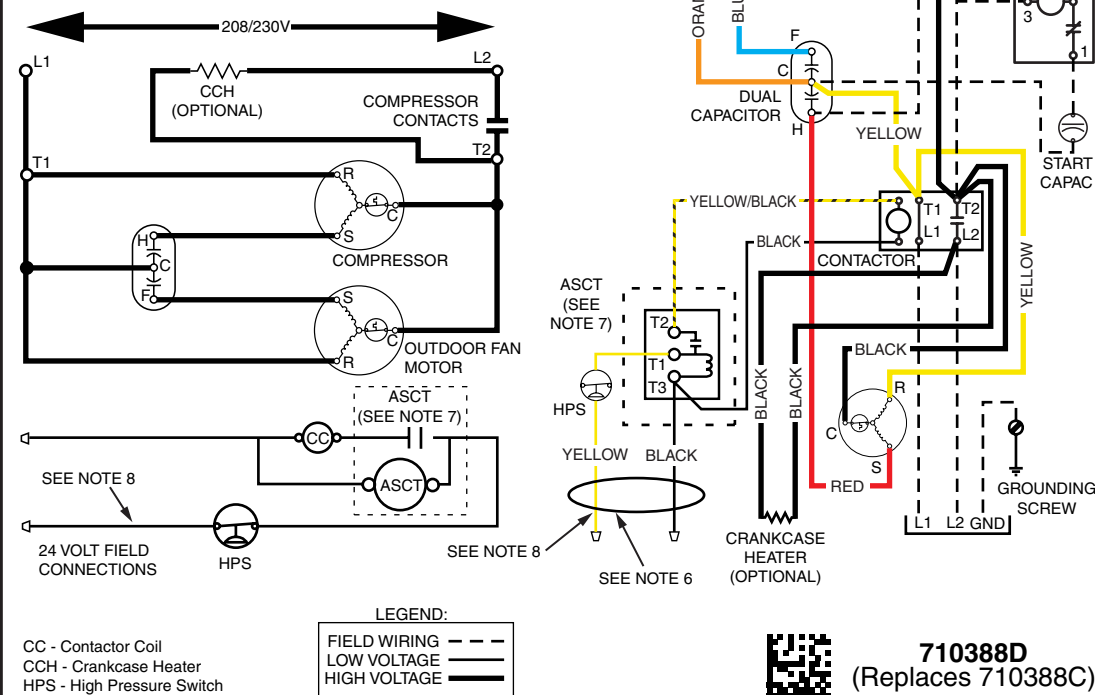 208/230V
L1
L2
CCH
(OPTIONAL)
COMPRESSOR
CONTACTS
T1
T2
R
C
S
COMPRESSOR
H
C
F
S
C
R
OUTDOOR FAN
MOTOR
ASCT
(SEE NOTE 7)
CC
ASCT
SEE NOTE 8
24 VOLT FIELD
CONNECTIONS
HPS
BLU
F
C
H
DUAL
CAPACITOR
YELLOW
3
1
START
CAPAC
YELLOW/BLACK
T1
T2
L1
L2
BLACK
CONTACTOR
YELLOW
ASCT
(SEE
NOTE 7)
T2
T1
T3
HPS
BLACK
BLACK
BLACK
R
C
S
YELLOW
BLACK
RED
GROUNDING
SCREW
L1 L2 GND
CRANKCASE
HEATER
(OPTIONAL)
SEE NOTE 8
SEE NOTE 6
LEGEND:
FIELD WIRING
LOW VOLTAGE
HIGH VOLTAGE
CC - Contactor Coil
CCH - Crankcase Heater
HPS - High Pressure Switch
710388D
(Replaces 710388C)